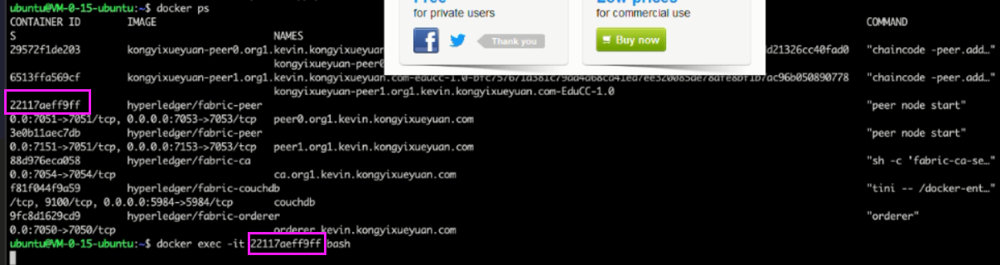 ubuntu@VM-0-15-ubuntu:~$ docker ps
CONTAINER ID IMAGE COMMAND
S NAMES
29572f1de203 kongyixueyuan-peer0.org1.kevin.kongyixueyuan d21326cc40fad0 "chaincode -peer.add…"
kongyixueyuan-peer0
6513ffa569cf kongyixueyuan-peer1.org1.kevin.kongyixueyuan.com-educc-1.0- "chaincode -peer.add…"
kongyixueyuan-peer1.org1.kevin.kongyixueyuan.com-EduCC-1.0
22117aeff9ff hyperledger/fabric-peer "peer node start"
0.0:7051->7051/tcp, 0.0.0.0:7053->7053/tcp peer0.org1.kevin.kongyixueyuan.com
3e0b11aec7db hyperledger/fabric-peer "peer node start"
0.0:7151->7051/tcp, 0.0.0.0:7153->7053/tcp peer1.org1.kevin.kongyixueyuan.com
88d976eca058 hyperledger/fabric-ca "sh -c 'fabric-ca-se…"
0.0:7054->7054/tcp ca.org1.kevin.kongyixueyuan.com
f81f044f9a59 hyperledger/fabric-couchdb "tini -- /docker-ent…"
/tcp, 9100/tcp, 0.0.0.0:5984->5984/tcp couchdb
9fc8d1629cd9 hyperledger/fabric-orderer "orderer"
0.0:7050->7050/tcp orderer.kevin.kongyixueyuan.com
ubuntu@VM-0-15-ubuntu:~$ docker exec -it 22117aeff9ff bash
Free
for private users
Thank you
Low prices
for commercial use
Buy now